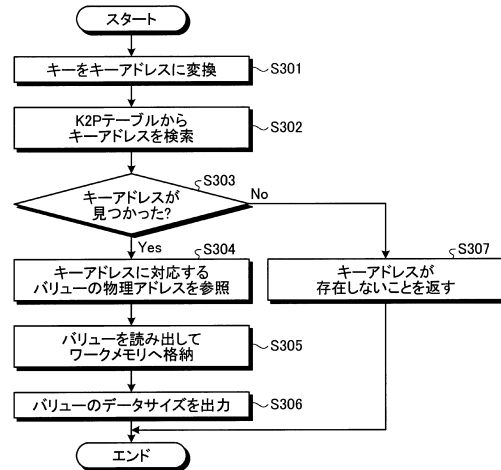 スタート
キーをキーアドレスに変換
S301
K2Pテーブルから
キーアドレスを検索
S302
キーアドレスが
見つかった?
S303
No
Yes
S304
キーアドレスに対応する
バリューの物理アドレスを参照
S307
キーアドレスが
存在しないことを返す
バリューを読み出して
ワークメモリへ格納
S305
バリューのデータサイズを出力
S306
エンド